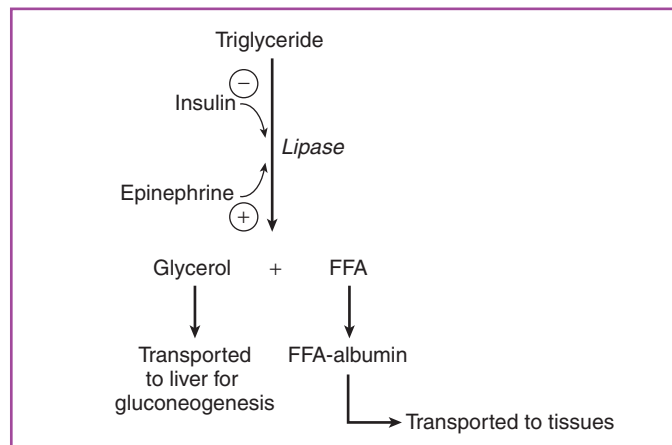 Triglyceride
−
Insulin
Lipase
Epinephrine
+
Glycerol + FFA
Transported
to liver for
gluconeogenesis
FFA-albumin
Transported to tissues